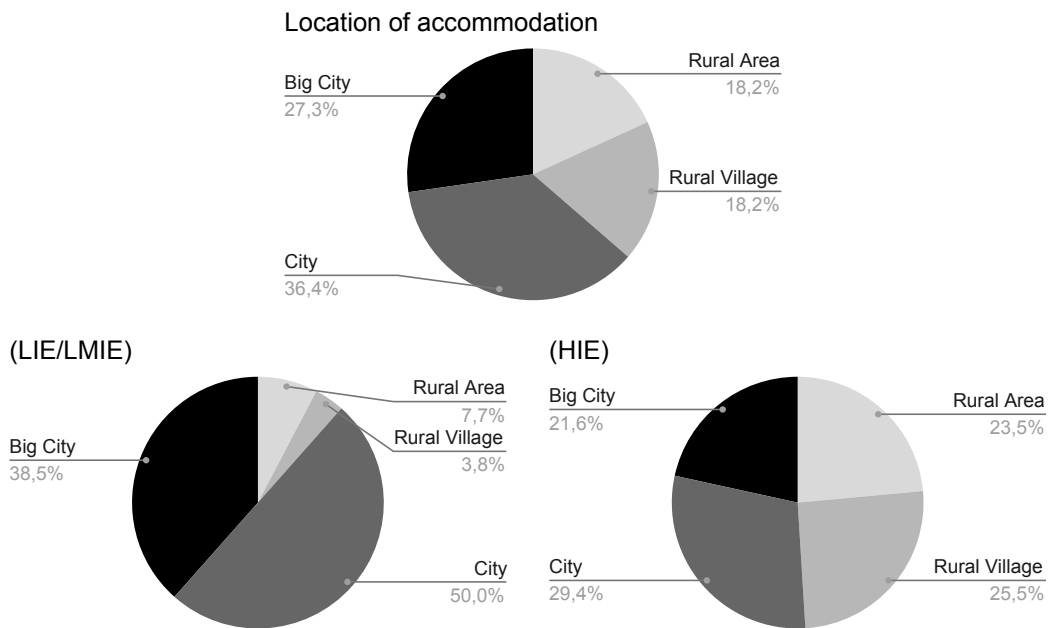 Location of accommodation
Big City
27,3%
Rural Area
18,2%
Rural Village
18,2%
City
36,4%
(LIE/LMIE)
Rural Area
7,7%
Rural Village
3,8%
Big City
38,5%
City
50,0%
(HIE)
Big City
21,6%
Rural Area
23,5%
City
29,4%
Rural Village
25,5%